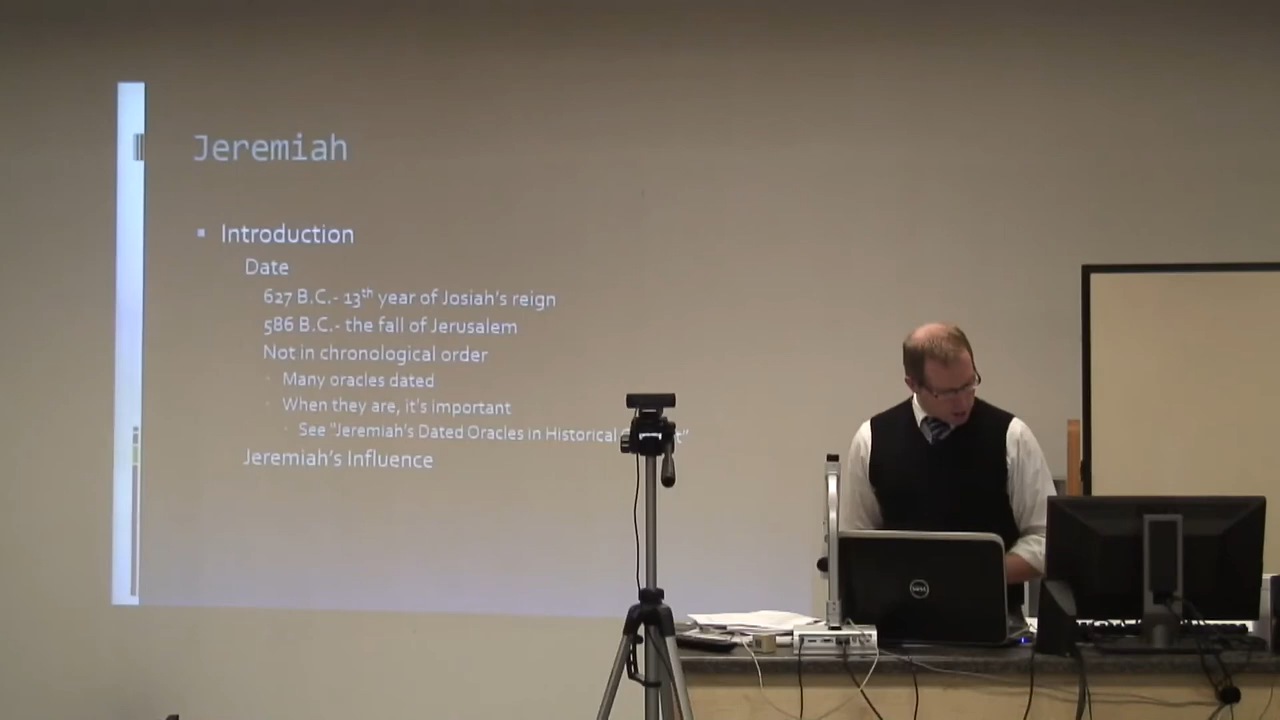 Jeremiah
▪ Introduction
Date
627 B.C.- 13th year of Josiah's reign
586 B.C.- the fall of Jerusalem
Not in chronological order
Many oracles dated
When they are, it's important
See "Jeremiah's Dated Oracles in Historical
Jeremiah's Influence
DELL